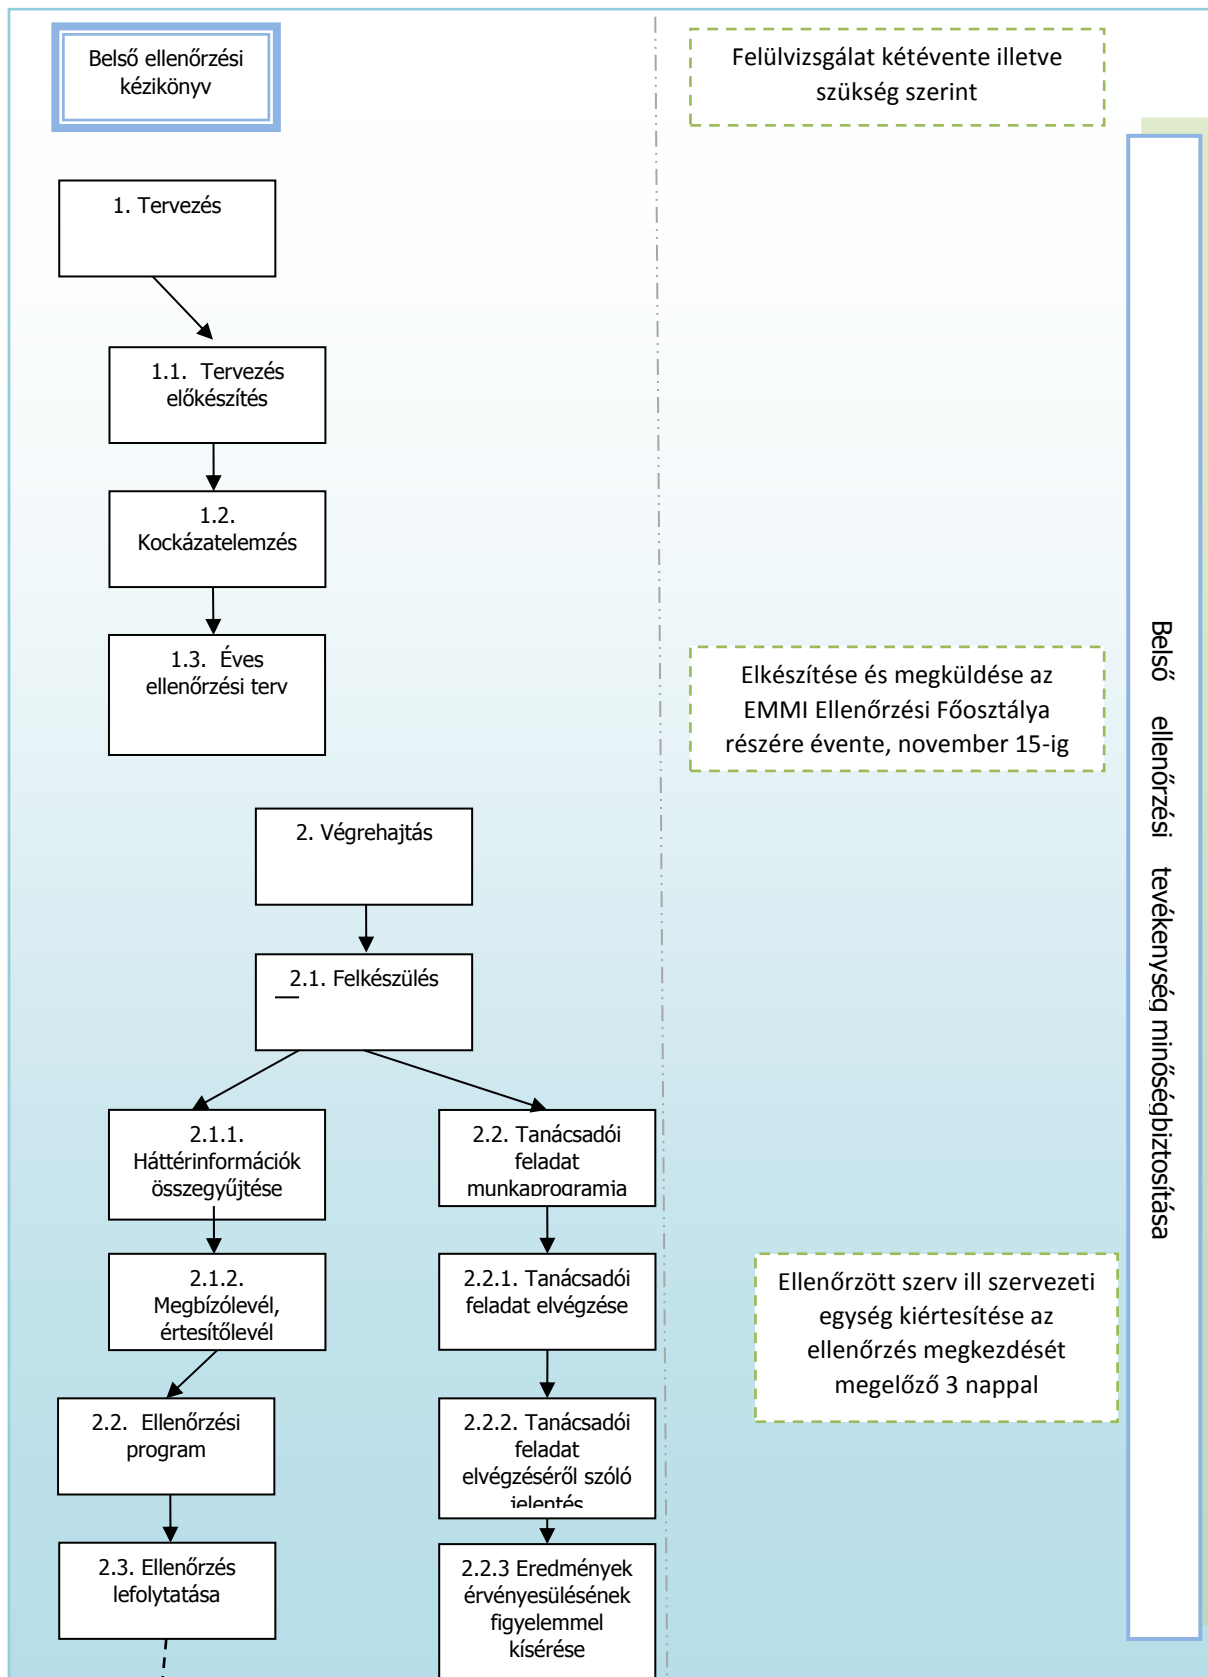 Belső ellenőrzési
kézikönyv
Felülvizsgálat kétévente illetve
szükség szerint
1. Tervezés
1.1. Tervezés
előkészítés
1.2.
Kockázatelemzés
1.3. Éves
ellenőrzési terv
Elkészítése és megküldése az
EMMI Ellenőrzési Főosztálya
részére évente, november 15-ig
2. Végrehajtás
2.1. Felkészülés
2.1.1.
Háttérinformációk
összegyűjtése
2.2. Tanácsadói
feladat
munkaprogramja
2.1.2.
Megbízólevél,
értesítőlevél
2.2.1. Tanácsadói
feladat elvégzése
Ellenőrzött szerv ill szervezeti
egység kiértesítése az
ellenőrzés megkezdését
megelőző 3 nappal
2.2. Ellenőrzési
program
2.2.2. Tanácsadói
feladat
elvégzéséről szóló
jelentés
2.3. Ellenőrzés
lefolytatása
2.2.3 Eredmények
érvényesülésének
figyelemmel
kísérése
Belső ellenőrzési tevékenység minőségbiztosítása